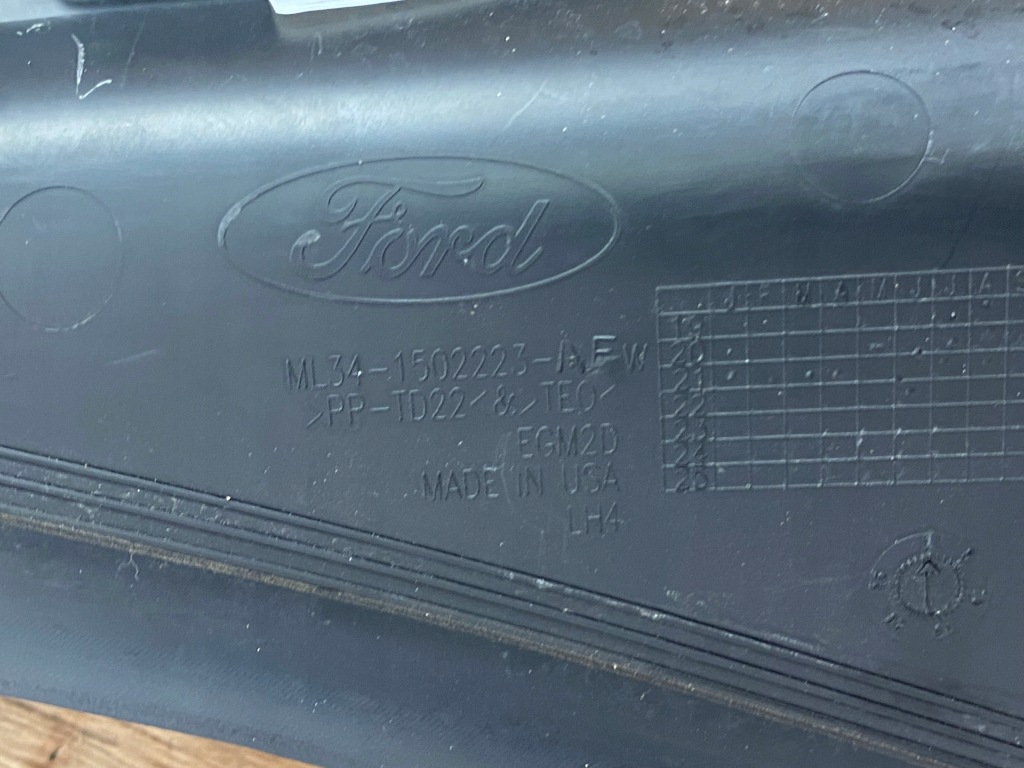 Ford
ML34-1502223-AEW
>PP-TD22< & >TEO<
EGM2D
MADE IN USA
LH4
J F M A M J J A S
19
20
21
22
23
24
25